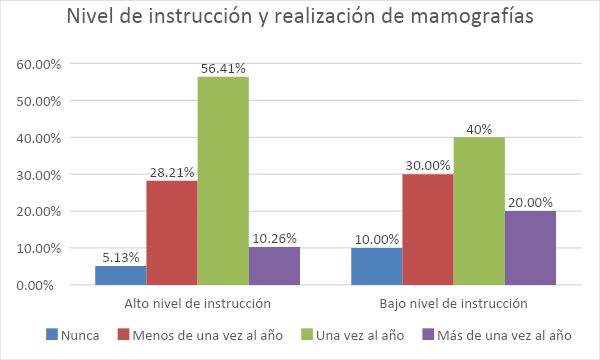 Nivel de instrucción y realización de mamografías
60.00%
50.00%
40.00%
30.00%
20.00%
10.00%
0.00%
5.13%
28.21%
56.41%
10.26%
10.00%
30.00%
40%
20.00%
Alto nivel de instrucción
Bajo nivel de instrucción
Nunca
Menos de una vez al año
Una vez al año
Más de una vez al año